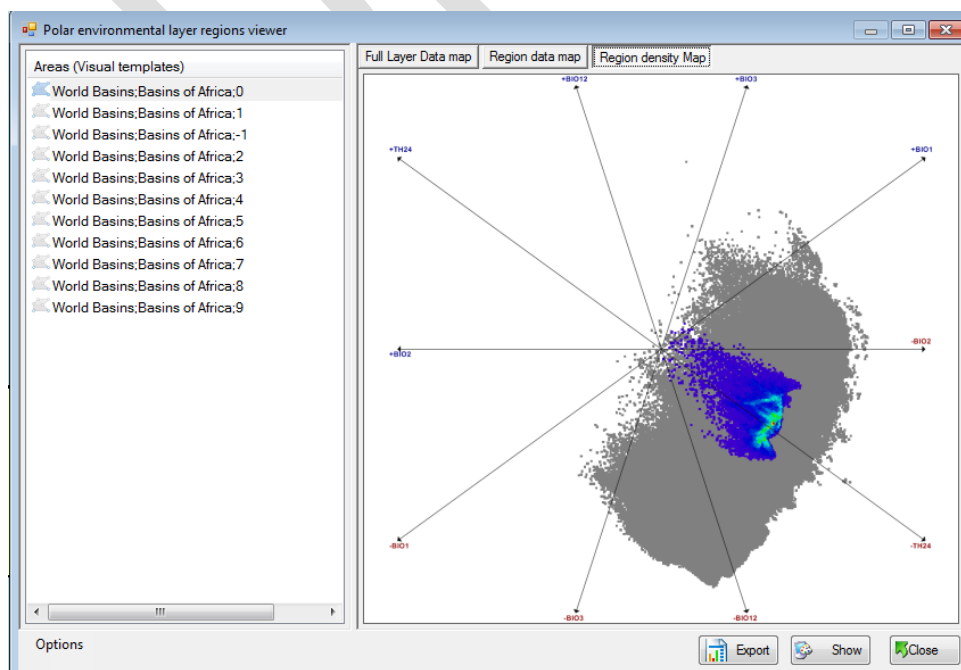 Polar environmental layer regions viewer
Areas (Visual templates)
World Basins;Basins of Africa;0
World Basins;Basins of Africa;1
World Basins;Basins of Africa;-1
World Basins;Basins of Africa;2
World Basins;Basins of Africa;3
World Basins;Basins of Africa;4
World Basins;Basins of Africa;5
World Basins;Basins of Africa;6
World Basins;Basins of Africa;7
World Basins;Basins of Africa;8
World Basins;Basins of Africa;9
Full Layer Data map Region data map Region density Map
+BIO12 +BIO3
+TH24 +BIO1
+BIO2 -BIO2
-BIO1 -TH24
-BIO3 -BIO12
Options
Export Show Close